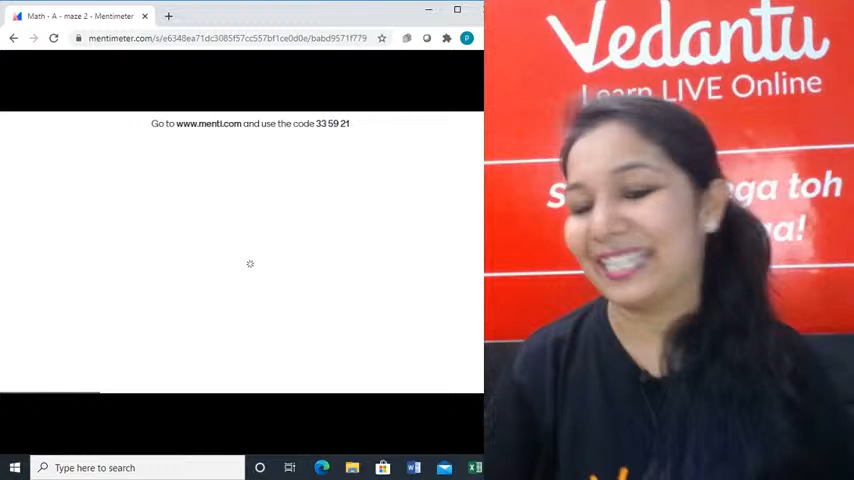 Math - A - maze 2 - Mentimeter
mentimeter.com/s/e6348ea71dc3085f57cc557bf1ce0d0e/babd9571f779
Go to www.menti.com and use the code 33 59 21
Type here to search
Vedantu
Learn LIVE Online
toh